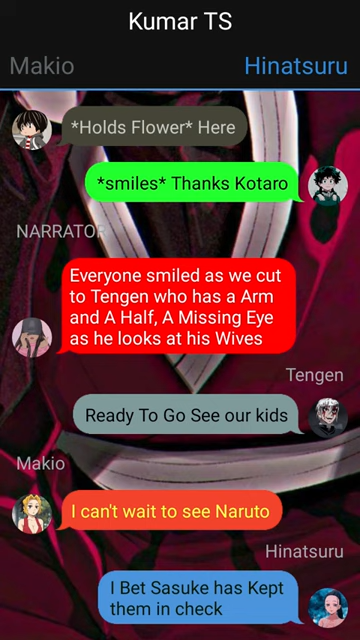 Kumar TS
Makio
Hinatsuru
*Holds Flower* Here
*smiles* Thanks Kotaro
NARRATOR
Everyone smiled as we cut
to Tengen who has a Arm
and A Half, A Missing Eye
as he looks at his Wives
Tengen
Ready To Go See our kids
Makio
I can't wait to see Naruto
Hinatsuru
I Bet Sasuke has Kept
them in check